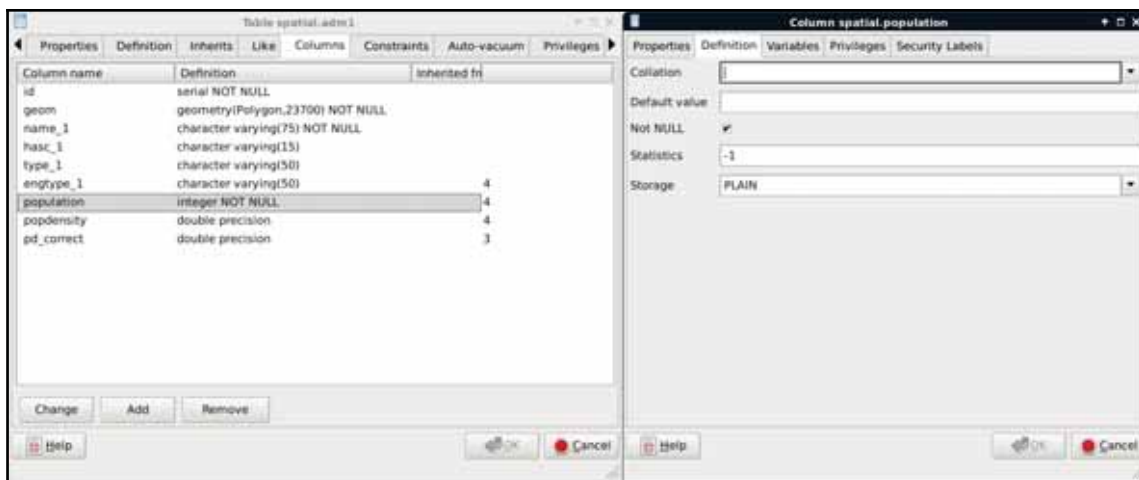 Table spatial.adm1
Properties Definition Inherits Like Columns Constraints Auto-vacuum Privileges
Column name Definition Inherited fr
id serial NOT NULL
geom geometry(Polygon,23700) NOT NULL
name_1 character varying(75) NOT NULL
hasc_1 character varying(15)
type_1 character varying(50)
engtype_1 character varying(50) 4
population integer NOT NULL 4
popdensity double precision 4
pd_correct double precision 3
Change Add Remove
Help OK Cancel
Column spatial.population
Properties Definition Variables Privileges Security Labels
Collation
Default value
Not NULL
Statistics -1
Storage PLAIN
Help OK Cancel